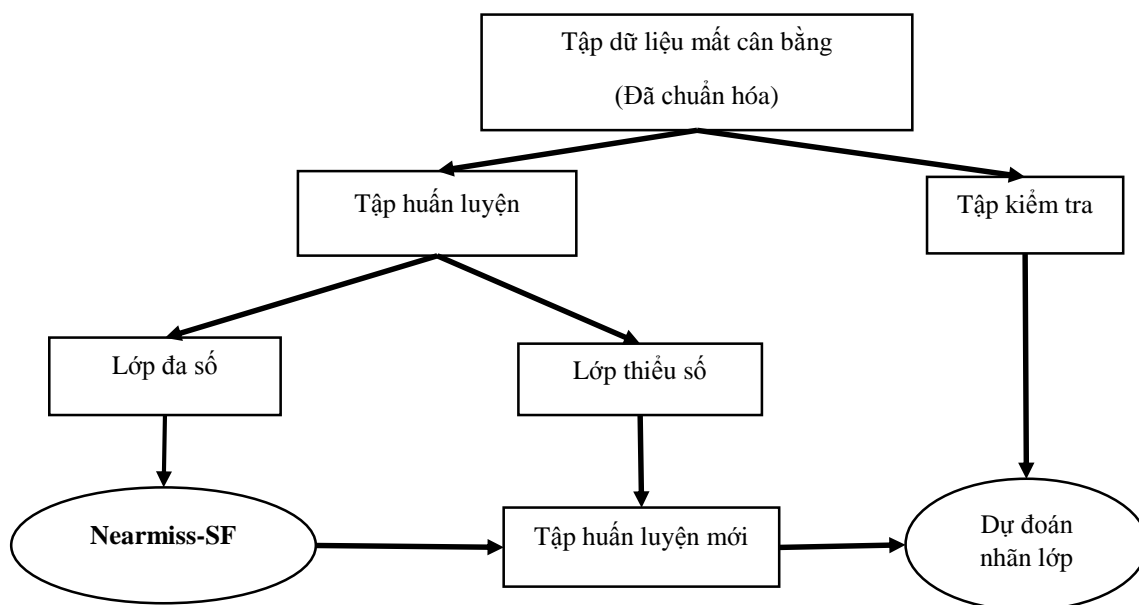 Tập dữ liệu mất cân bằng
(Đã chuẩn hóa)
Tập huấn luyện
Tập kiểm tra
Lớp đa số
Lớp thiểu số
Nearmiss-SF
Tập huấn luyện mới
Dự đoán
nhãn lớp